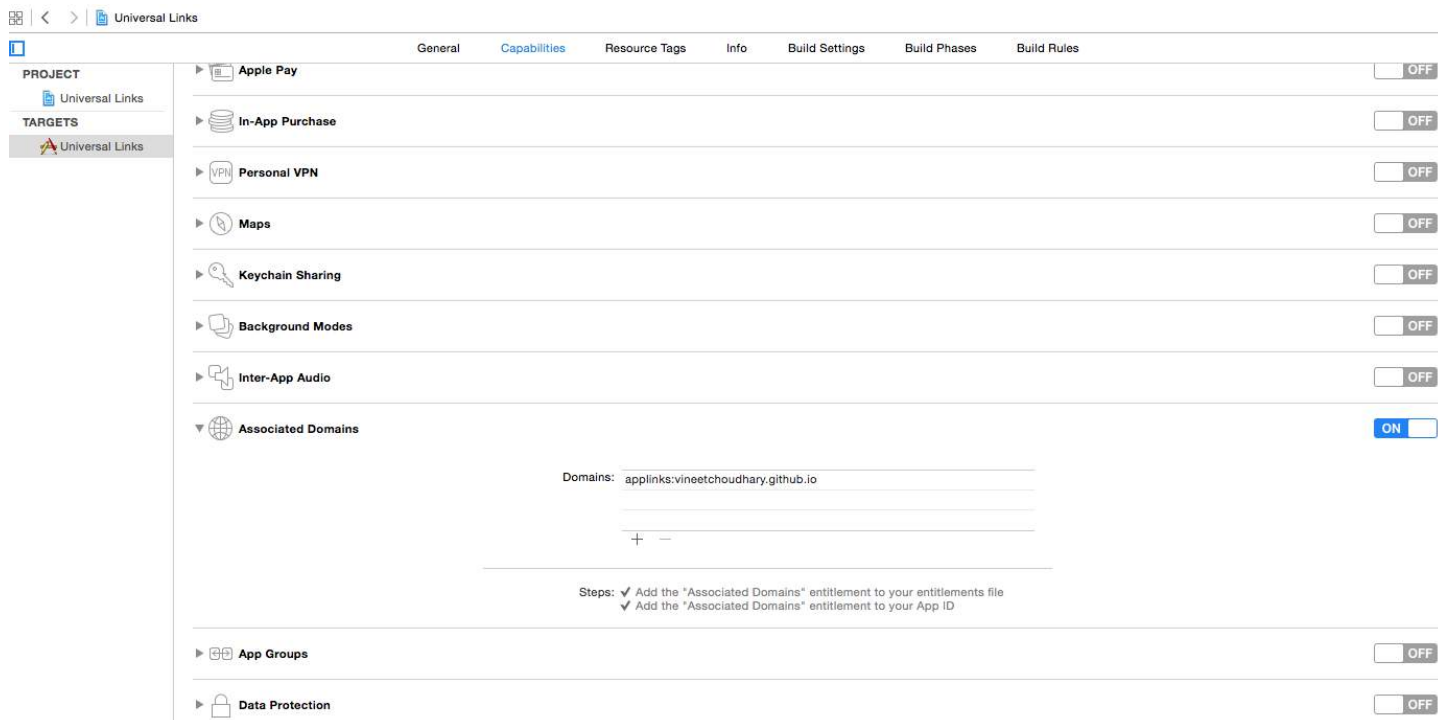 Universal Links
General Capabilities Resource Tags Info Build Settings Build Phases Build Rules
PROJECT
Universal Links
TARGETS
Universal Links
Apple Pay OFF
In-App Purchase OFF
VPN Personal VPN OFF
Maps OFF
Keychain Sharing OFF
Background Modes OFF
Inter-App Audio OFF
Associated Domains ON
Domains: applinks:vineetchoudhary.github.io
Steps: ✓ Add the "Associated Domains" entitlement to your entitlements file
✓ Add the "Associated Domains" entitlement to your App ID
App Groups OFF
Data Protection OFF